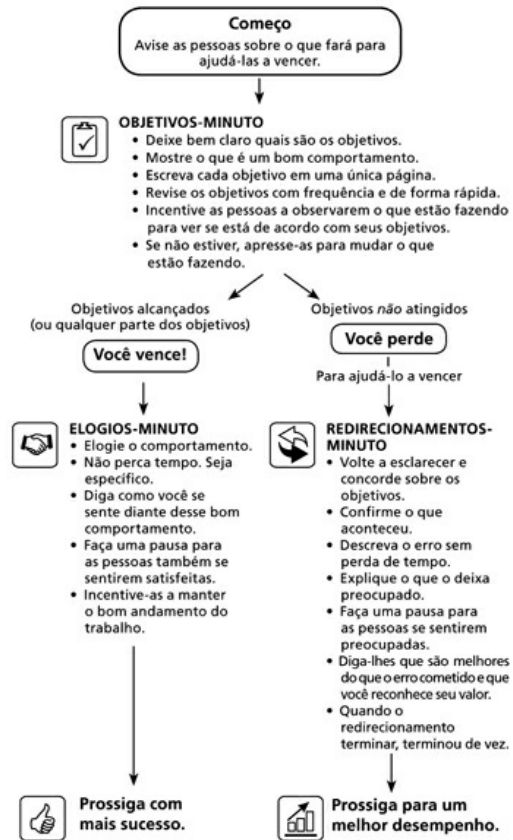 Começo
Avise as pessoas sobre o que fará para
ajudá-las a vencer.
OBJETIVOS-MINUTO
• Deixe bem claro quais são os objetivos.
• Mostre o que é um bom comportamento.
• Escreva cada objetivo em uma única página.
• Revise os objetivos com frequência e de forma rápida.
• Incentive as pessoas a observarem o que estão fazendo
para ver se está de acordo com seus objetivos.
• Se não estiver, apresse-as para mudar o que
estão fazendo.
Objetivos alcançados
(ou qualquer parte dos objetivos)
Você vence!
ELOGIOS-MINUTO
• Elogie o comportamento.
• Não perca tempo. Seja
específico.
• Diga como você se
sente diante desse bom
comportamento.
• Faça uma pausa para
as pessoas também se
sentirem satisfeitas.
• Incentive-as a manter
o bom andamento do
trabalho.
Prossiga com
mais sucesso.
Objetivos não atingidos
Você perde
Para ajudá-lo a vencer
REDIRECIONAMENTOS-
MINUTO
• Volte a esclarecer e
concorde sobre os
objetivos.
• Confirme o que
aconteceu.
• Descreva o erro sem
perda de tempo.
• Explique o que o deixa
preocupado.
• Faça uma pausa para
as pessoas se sentirem
preocupadas.
• Diga-lhes que são melhores
do que o erro cometido e que
você reconhece seu valor.
• Quando o
redirecionamento
terminar, terminou de vez.
Prossiga para um
melhor desempenho.